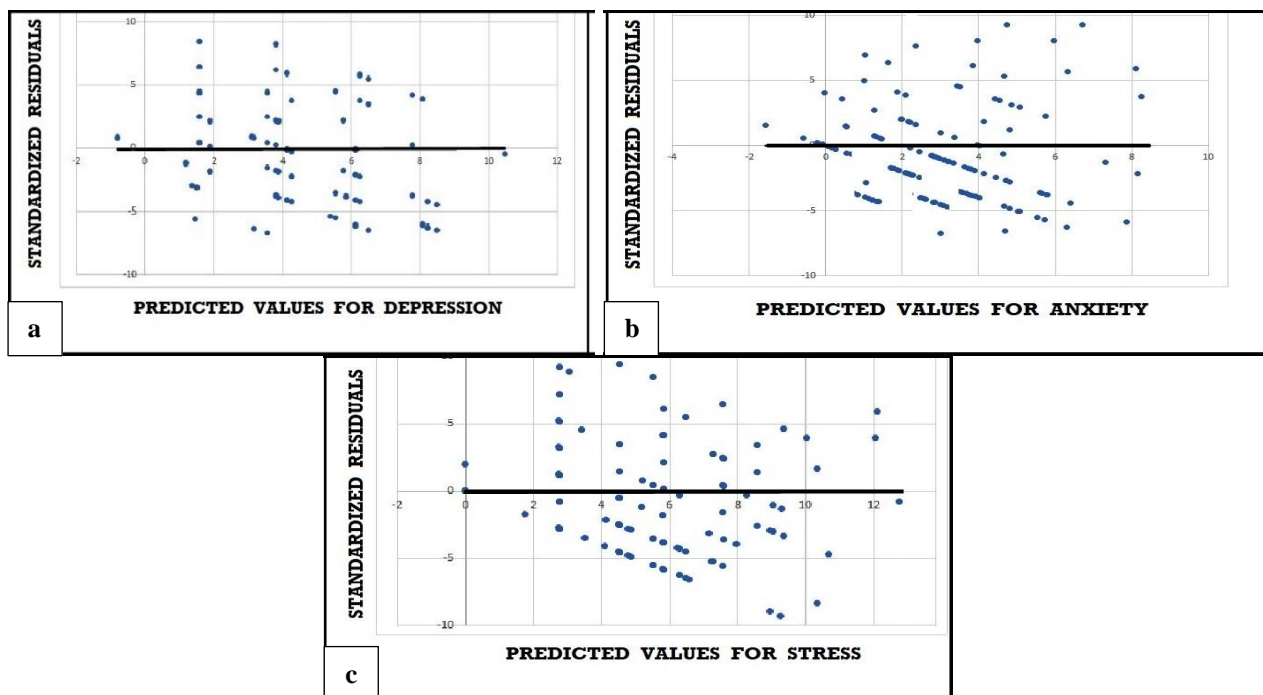 STANDARDIZED RESIDUALS
10
5
0
-5
-10
-2 0 2 4 6 8 10 12
PREDICTED VALUES FOR DEPRESSION
a
STANDARDIZED RESIDUALS
10
5
0
-5
-10
-4 -2 0 2 4 6 8 10
PREDICTED VALUES FOR ANXIETY
b
STANDARDIZED RESIDUALS
10
5
0
-5
-10
-2 0 2 4 6 8 10 12
PREDICTED VALUES FOR STRESS
c